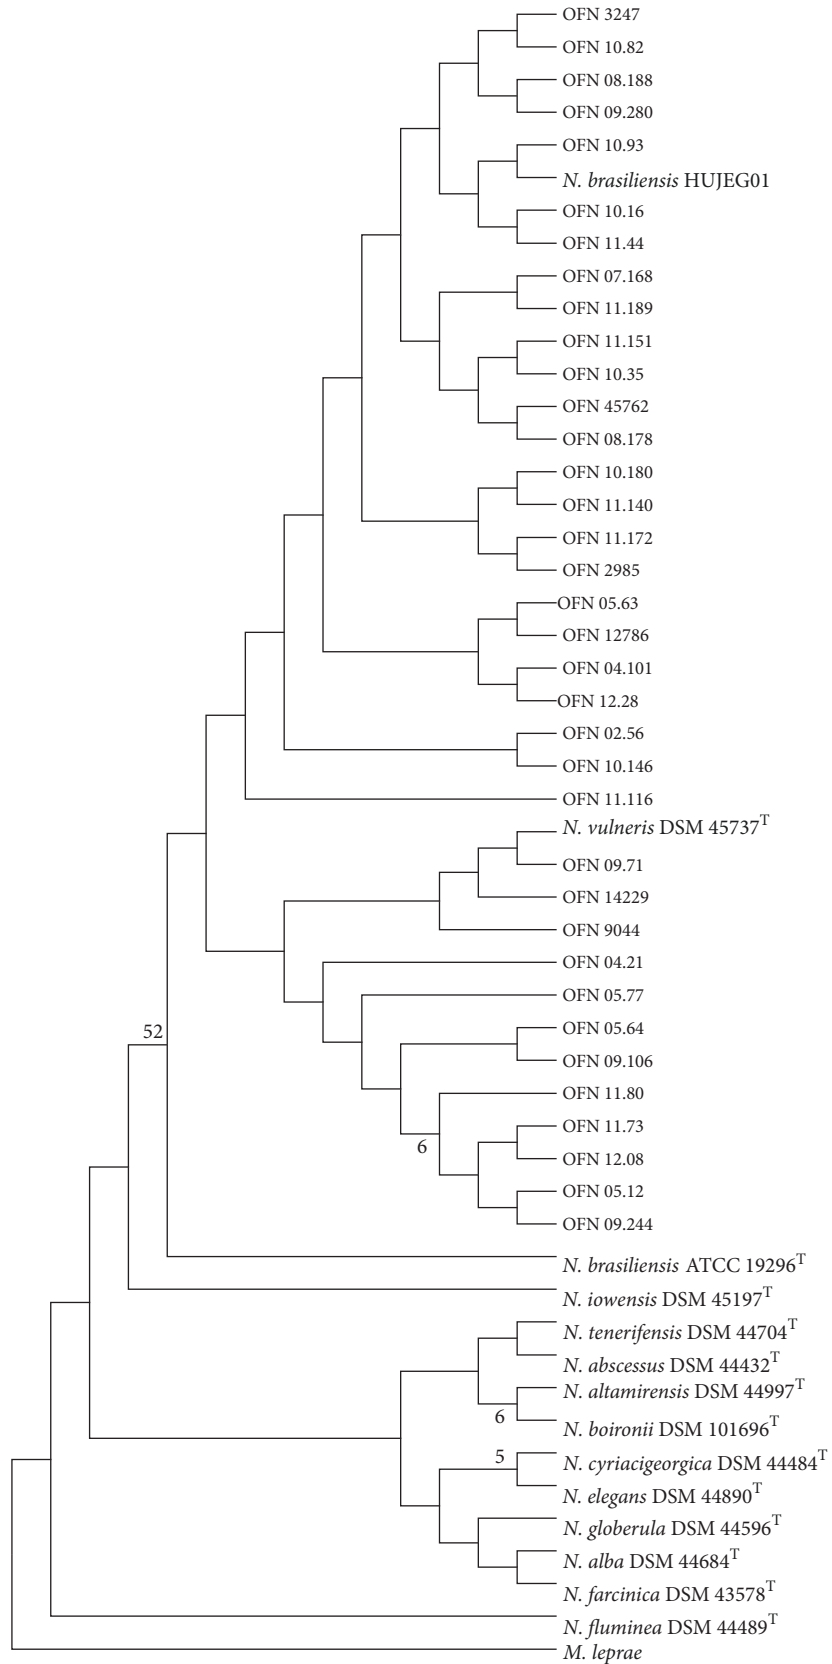 OFN 3247
OFN 10.82
OFN 08.188
OFN 09.280
OFN 10.93
N. brasiliensis HUJEG01
OFN 10.16
OFN 11.44
OFN 07.168
OFN 11.189
OFN 11.151
OFN 10.35
OFN 45762
OFN 08.178
OFN 10.180
OFN 11.140
OFN 11.172
OFN 2985
OFN 05.63
OFN 12786
OFN 04.101
OFN 12.28
OFN 02.56
OFN 10.146
OFN 11.116
N. vulneris DSM 45737T
OFN 09.71
OFN 14229
OFN 9044
OFN 04.21
OFN 05.77
52
OFN 05.64
OFN 09.106
OFN 11.80
OFN 11.73
6
OFN 12.08
OFN 05.12
OFN 09.244
N. brasiliensis ATCC 19296T
N. iowensis DSM 45197T
N. tenerifensis DSM 44704T
N. abscessus DSM 44432T
N. altamirensis DSM 44997T
6
N. boironii DSM 101696T
5
N. cyriacigeorgica DSM 44484T
N. elegans DSM 44890T
N. globerula DSM 44596T
N. alba DSM 44684T
N. farcinica DSM 43578T
N. fluminea DSM 44489T
M. leprae